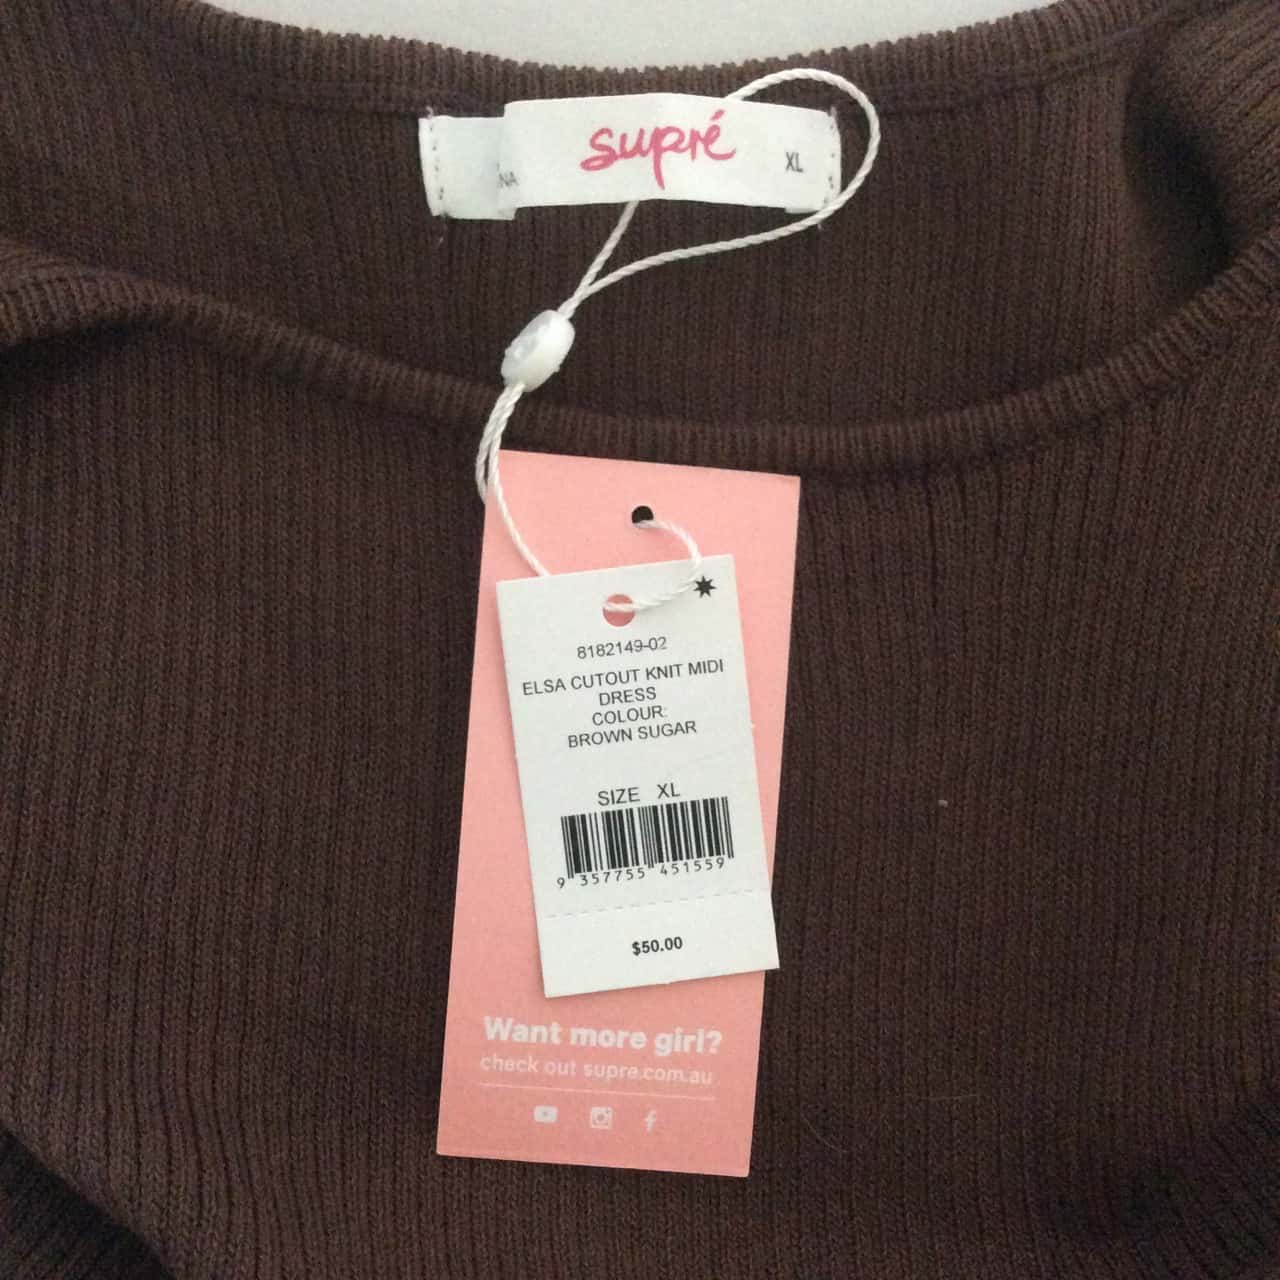 supré
XL
NA
8182149-02
ELSA CUTOUT KNIT MIDI
DRESS
COLOUR:
BROWN SUGAR
SIZE XL
9 357755 451559
$50.00
Want more girl?
check out supre.com.au